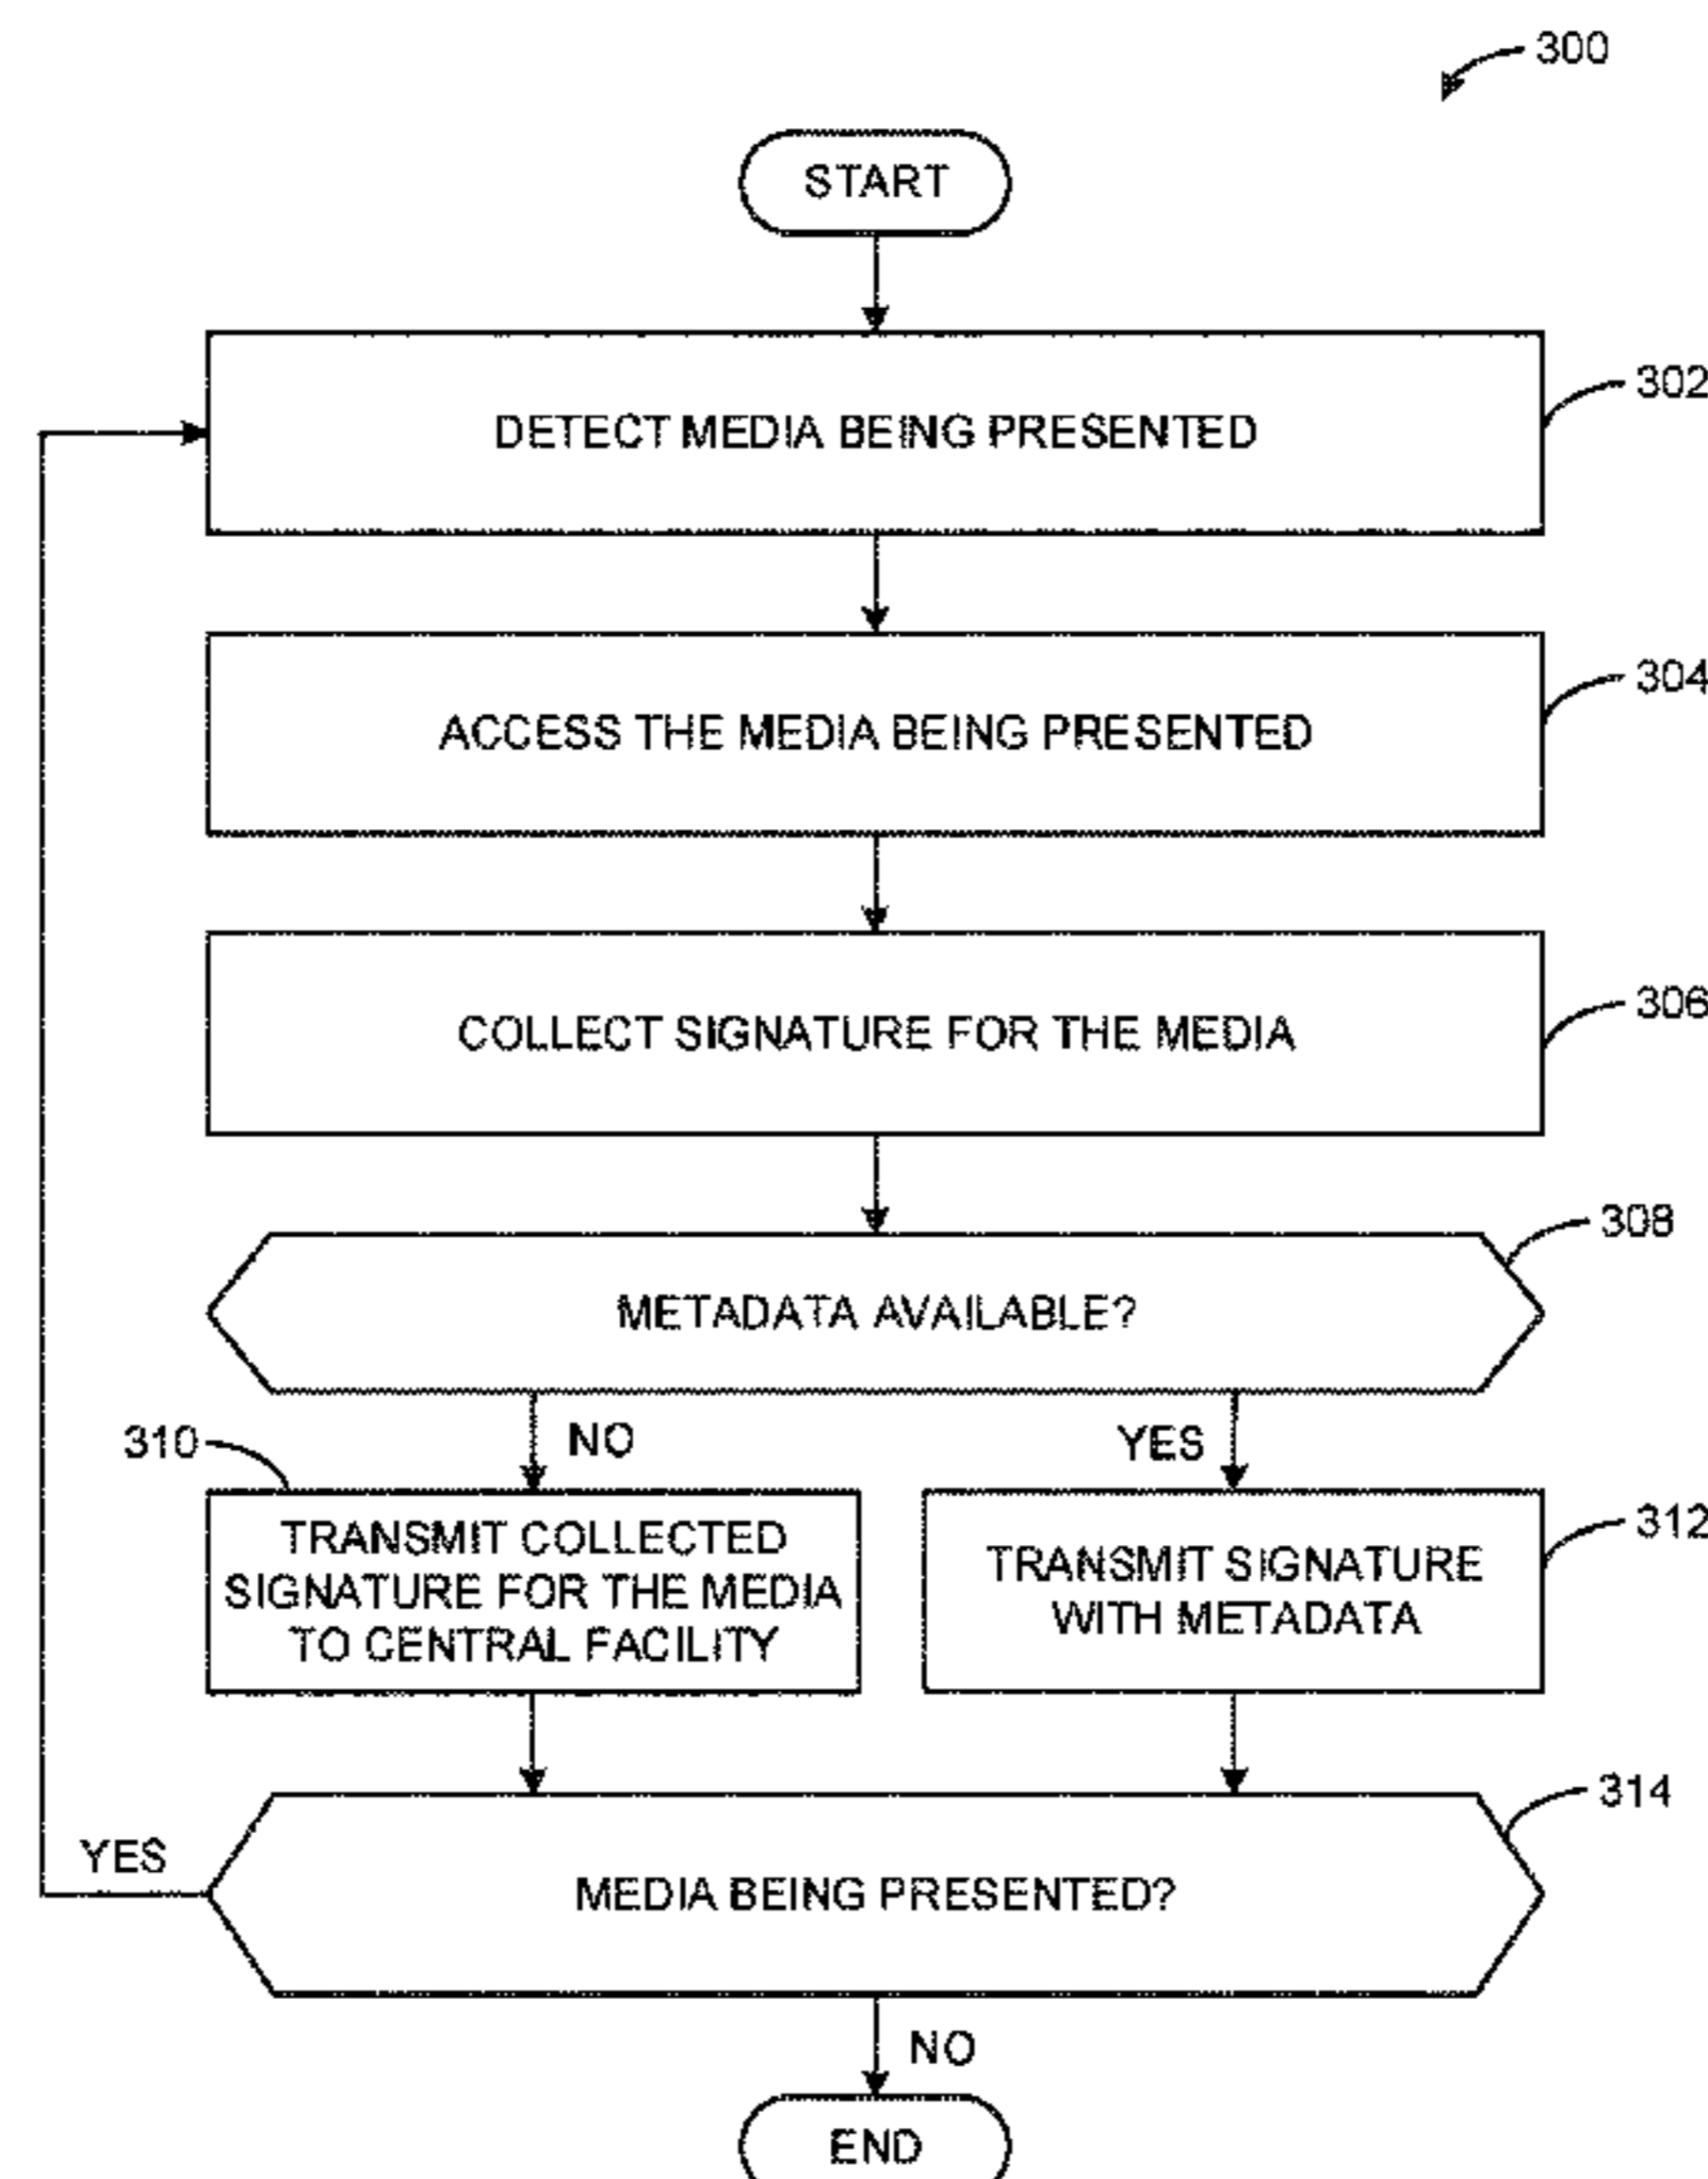 300
START
302
DETECT MEDIA BEING PRESENTED
304
ACCESS THE MEDIA BEING PRESENTED
306
COLLECT SIGNATURE FOR THE MEDIA
308
METADATA AVAILABLE?
310
NO
YES
312
TRANSMIT COLLECTED
SIGNATURE FOR THE MEDIA
TO CENTRAL FACILITY
TRANSMIT SIGNATURE
WITH METADATA
314
YES
MEDIA BEING PRESENTED?
NO
END